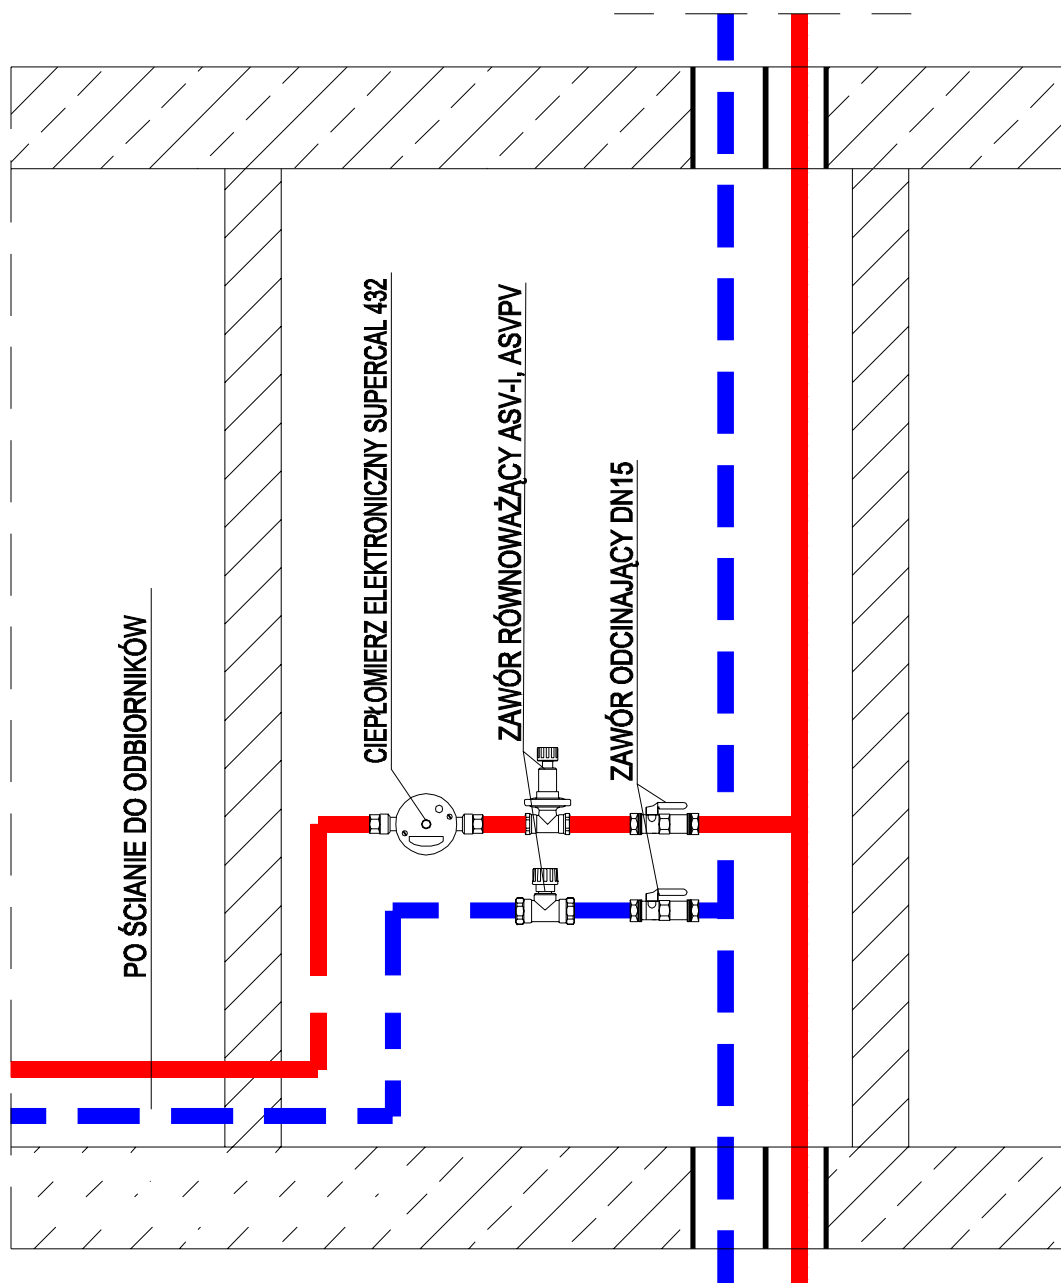 PO ŚCIANIE DO ODBIORNIKÓW
CIEPŁOMIERZ ELEKTRONICZNY SUPERCAL 432
ZAWÓR RÓWNOWAŻĄCY ASV-I, ASVPV
ZAWÓR ODCINAJĄCY DN15